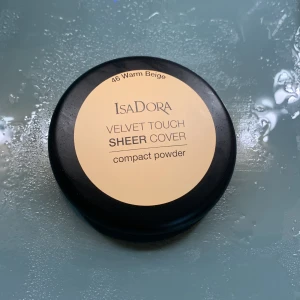 46 Warm Beige
ISADORA
VELVET TOUCH
SHEER COVER
compact powder